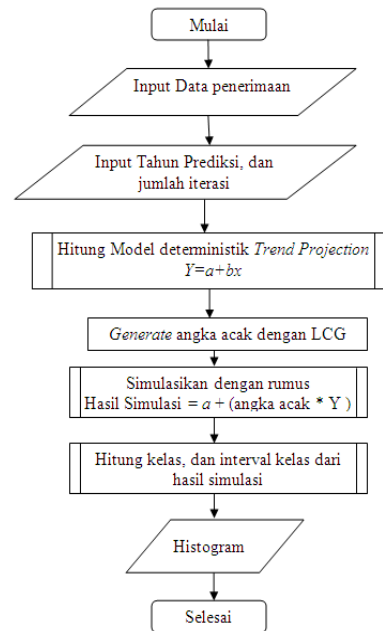 Mulai
Input Data penerimaan
Input Tahun Prediksi, dan
jumlah iterasi
Hitung Model deterministik Trend Projection
Y=a+bx
Generate angka acak dengan LCG
Simulasikan dengan rumus
Hasil Simulasi = a + (angka acak * Y )
Hitung kelas, dan interval kelas dari
hasil simulasi
Histogram
Selesai